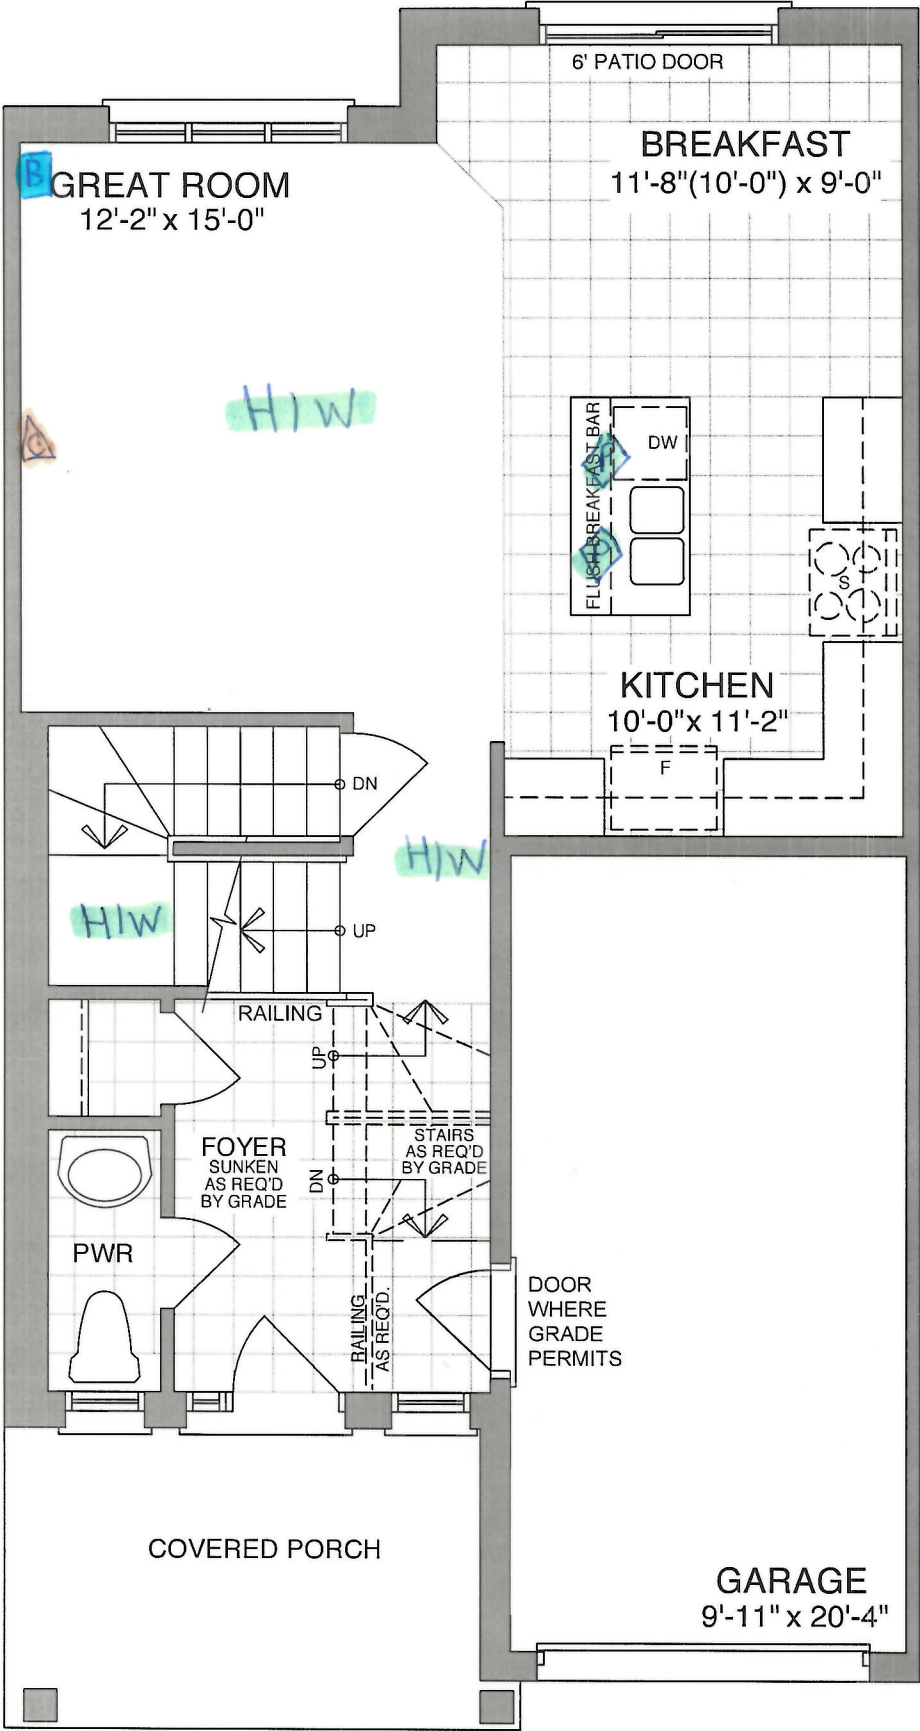 6' PATIO DOOR
BREAKFAST
11'-8"(10'-0") x 9'-0"
B
GREAT ROOM
12'-2" x 15'-0"
H/W
C
FLUSH BREAKFAST BAR
DW
S
KITCHEN
10'-0" x 11'-2"
F
DN
H/W
H/W
UP
RAILING
UP
FOYER
SUNKEN
AS REQ'D
BY GRADE
STAIRS
AS REQ'D
BY GRADE
DN
PWR
RAILING
AS REQ'D.
DOOR
WHERE
GRADE
PERMITS
COVERED PORCH
GARAGE
9'-11" x 20'-4"